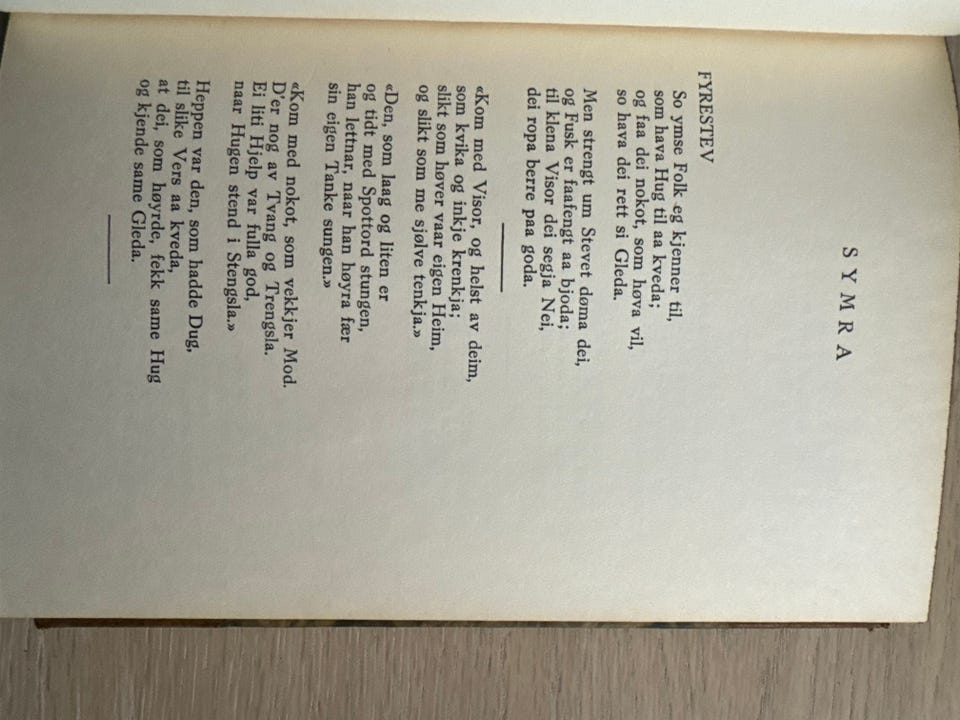 SYMRA
FYRESTEV
So ymse Folk eg kjenner til,
som hava Hug til aa kveda;
og faa dei nokot, som høva vil,
so hava dei rett si Gleda.
Men strengt um Stevet døma dei,
og Fusk er faafengt aa bjoda;
til klena Visor dei segja Nei,
dei ropa berre paa goda.
«Kom med Visor, og helst av deim,
som kvika og inkje krenkja;
slikt som høver vaar eigen Heim,
og slikt som me sjølve tenkja.»
«Den, som laag og liten er
og tidt med Spottord stungen,
han lettnar, naar han høyra fær
sin eigen Tanke sungen.»
«Kom med nokot, som vekkjer Mod.
D'er nog av Tvang og Trengsla.
Ei liti Hjelp var fulla god,
naar Hugen stend i Stengsla.»
Heppen var den, som hadde Dug,
til slike Vers aa kveda,
at dei, som høyrde, fekk same Hug
og kjende same Gleda.